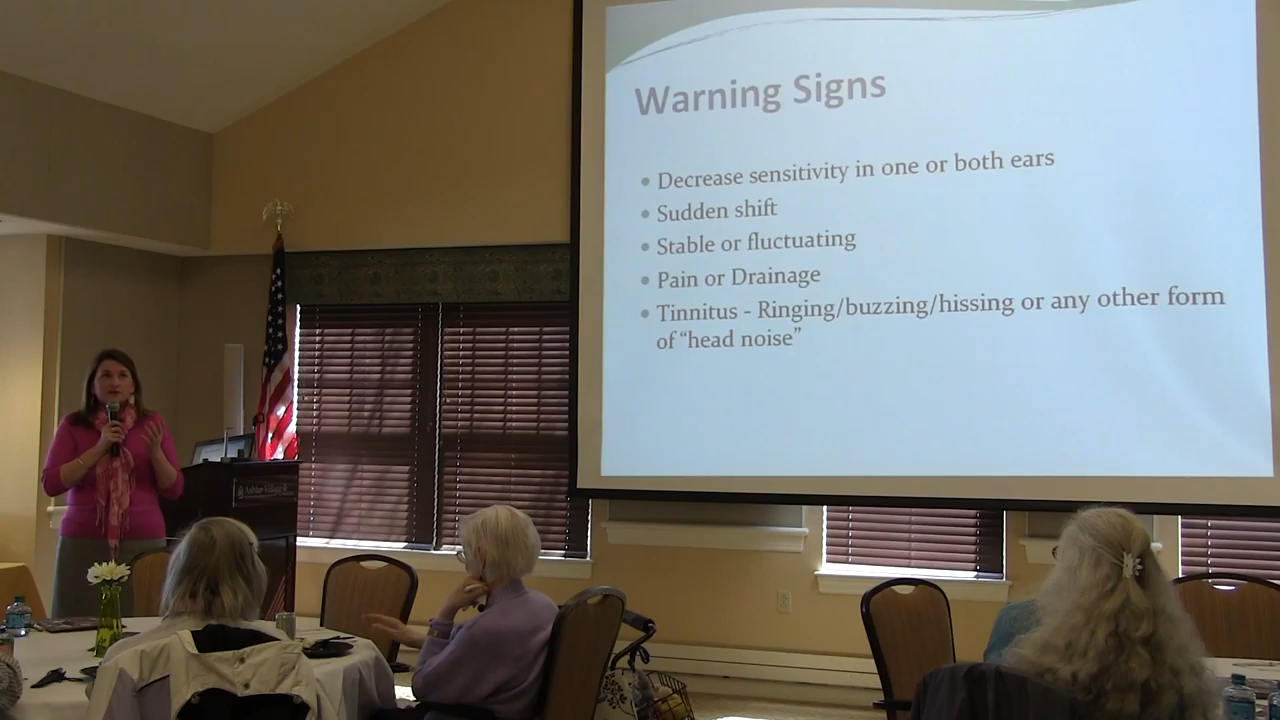 Warning Signs
• Decrease sensitivity in one or both ears
• Sudden shift
• Stable or fluctuating
• Pain or Drainage
• Tinnitus - Ringing/buzzing/hissing or any other form
of “head noise”